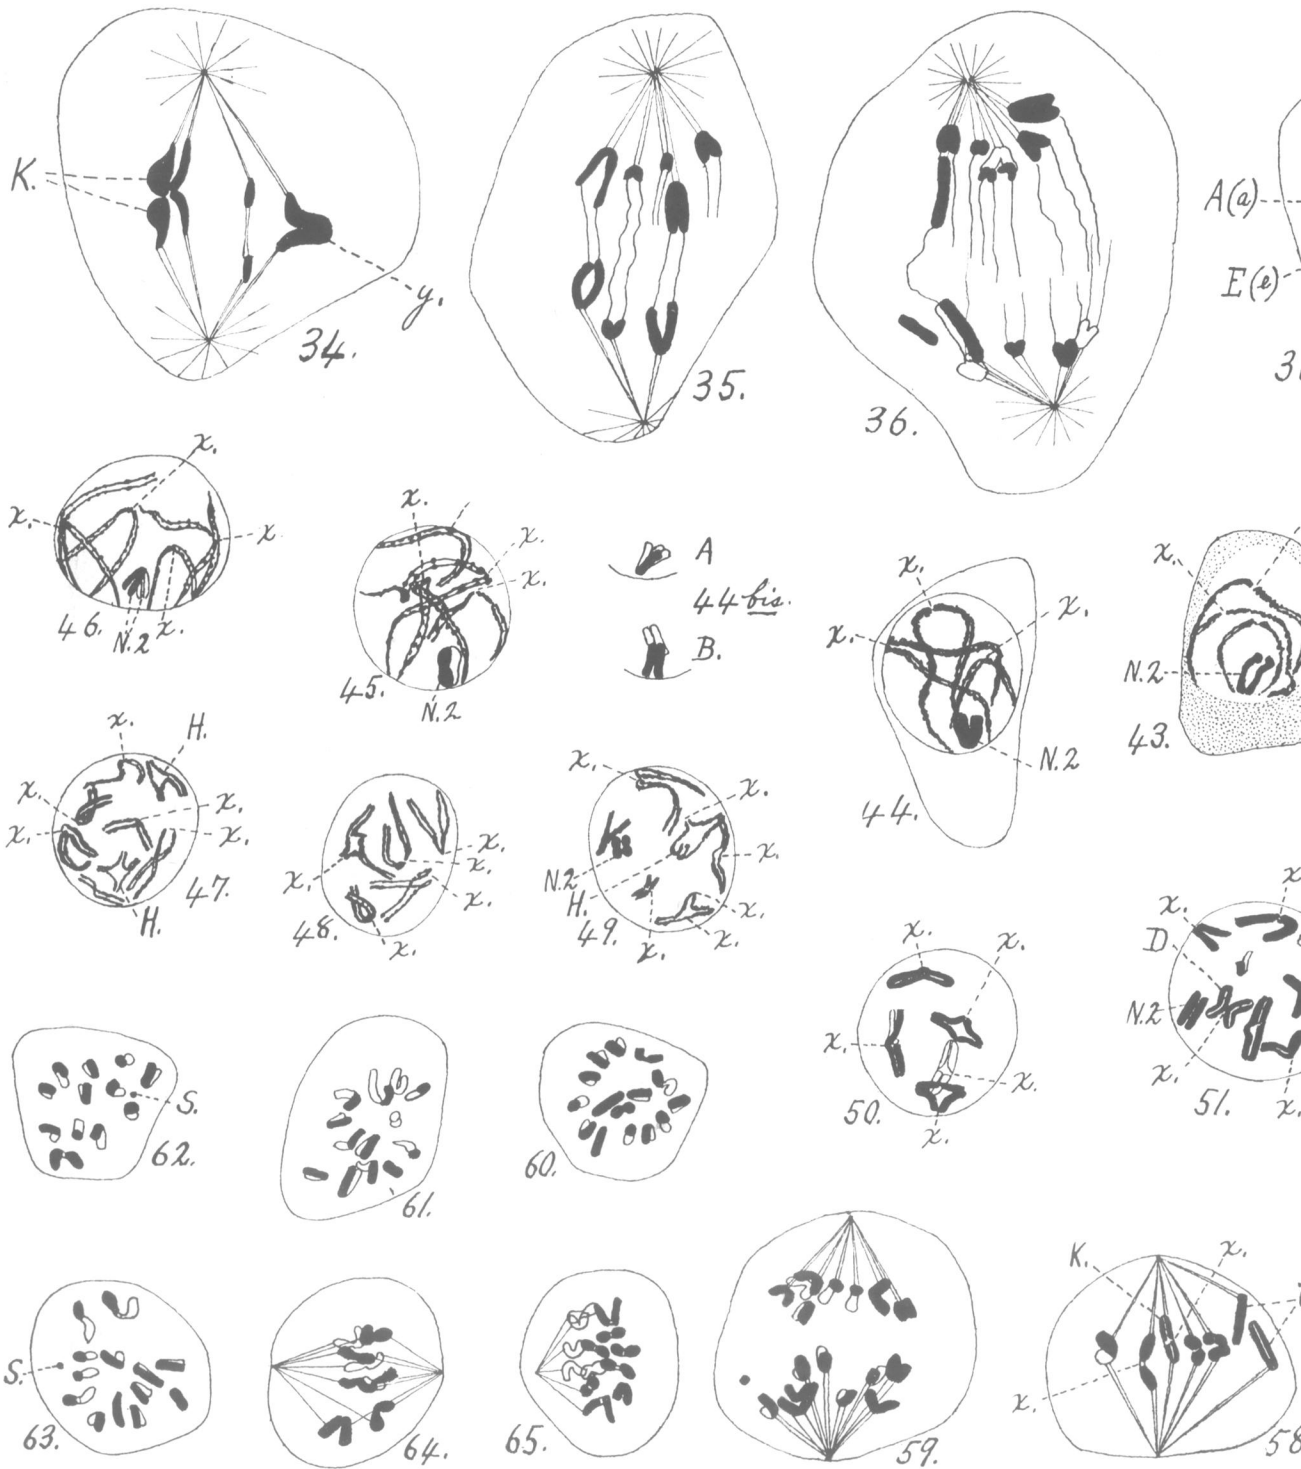 K.
y.
34.
35.
36.
A(a)
E(e)
x.
x.
x
46.
N.2
x.
x.
x.
x.
45.
N.2
A
44 bis.
B.
x.
x.
x.
N.2
44.
x.
N.2
43.
x.
H.
x.
x.
x.
x.
H.
47.
x.
x.
x.
x.
x.
48.
x.
x.
x.
N.2
H.
x.
x.
x.
49.
x.
x.
x.
x.
x.
50.
x.
x.
D
N.2
x.
x.
51.
S.
62.
61.
60.
S.
63.
64.
65.
59.
K.
x.
x.
58